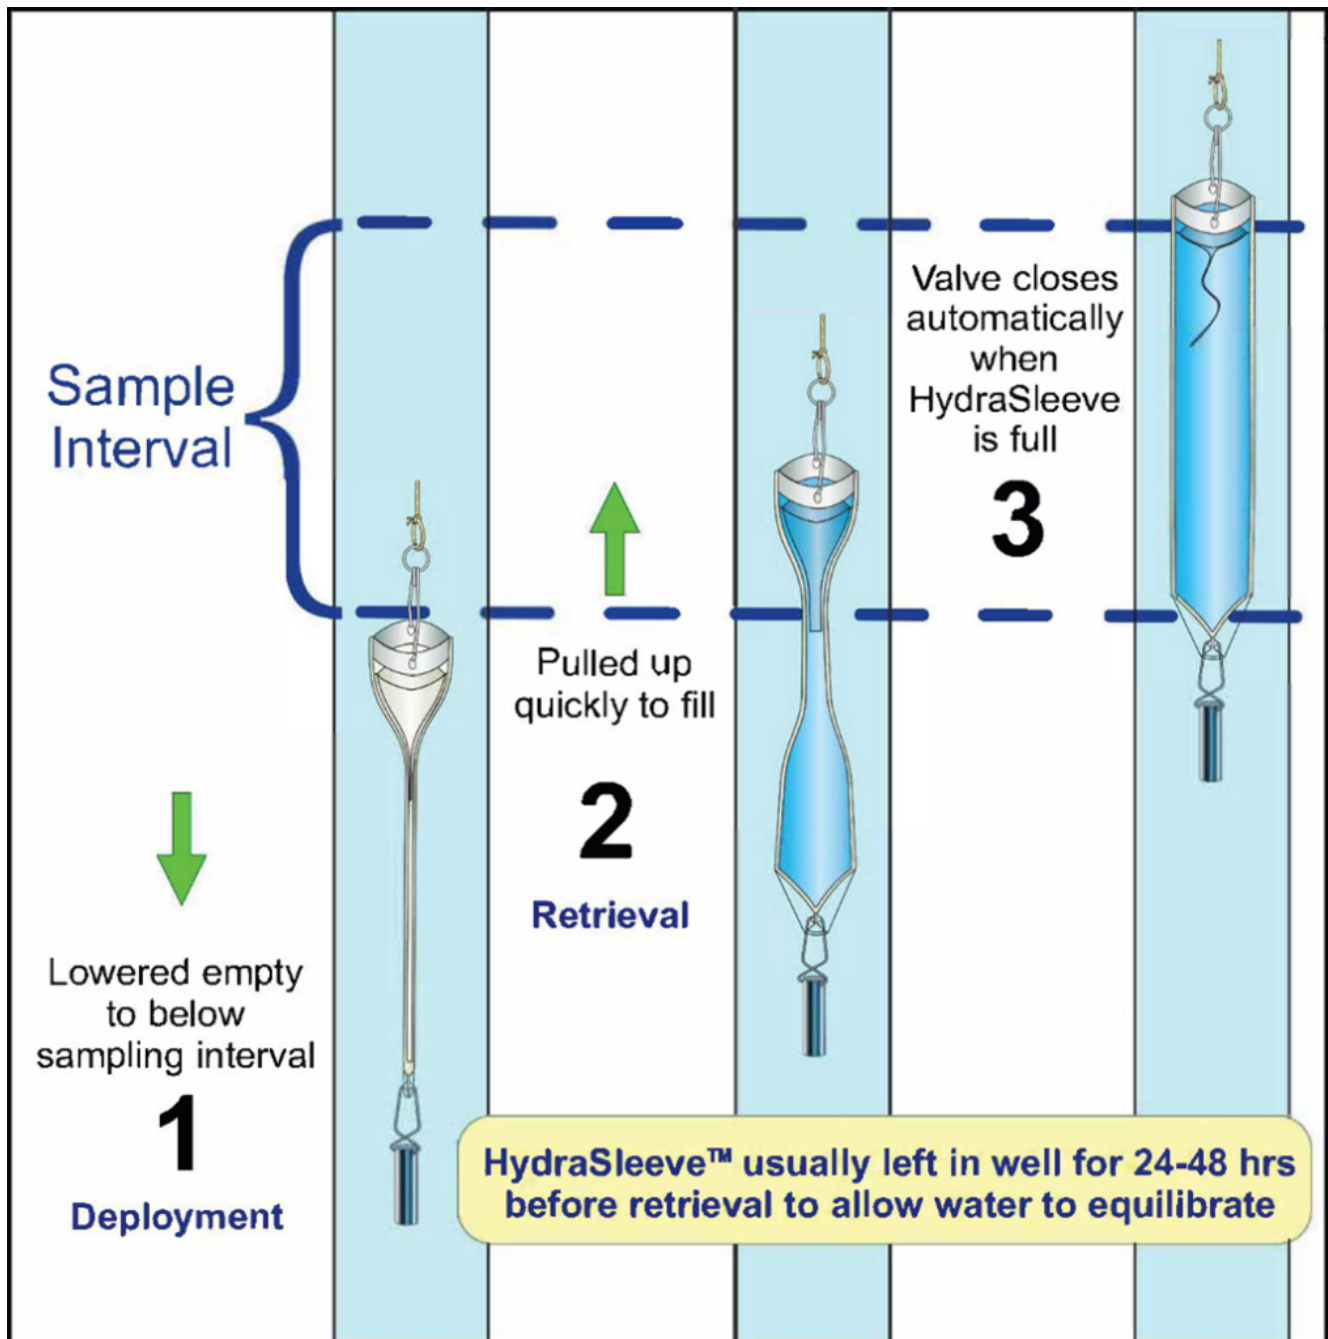 Sample
Interval
Lowered empty
to below
sampling interval
1
Deployment
Pulled up
quickly to fill
2
Retrieval
Valve closes
automatically
when
HydraSleeve
is full
3
HydraSleeve™ usually left in well for 24-48 hrs
before retrieval to allow water to equilibrate